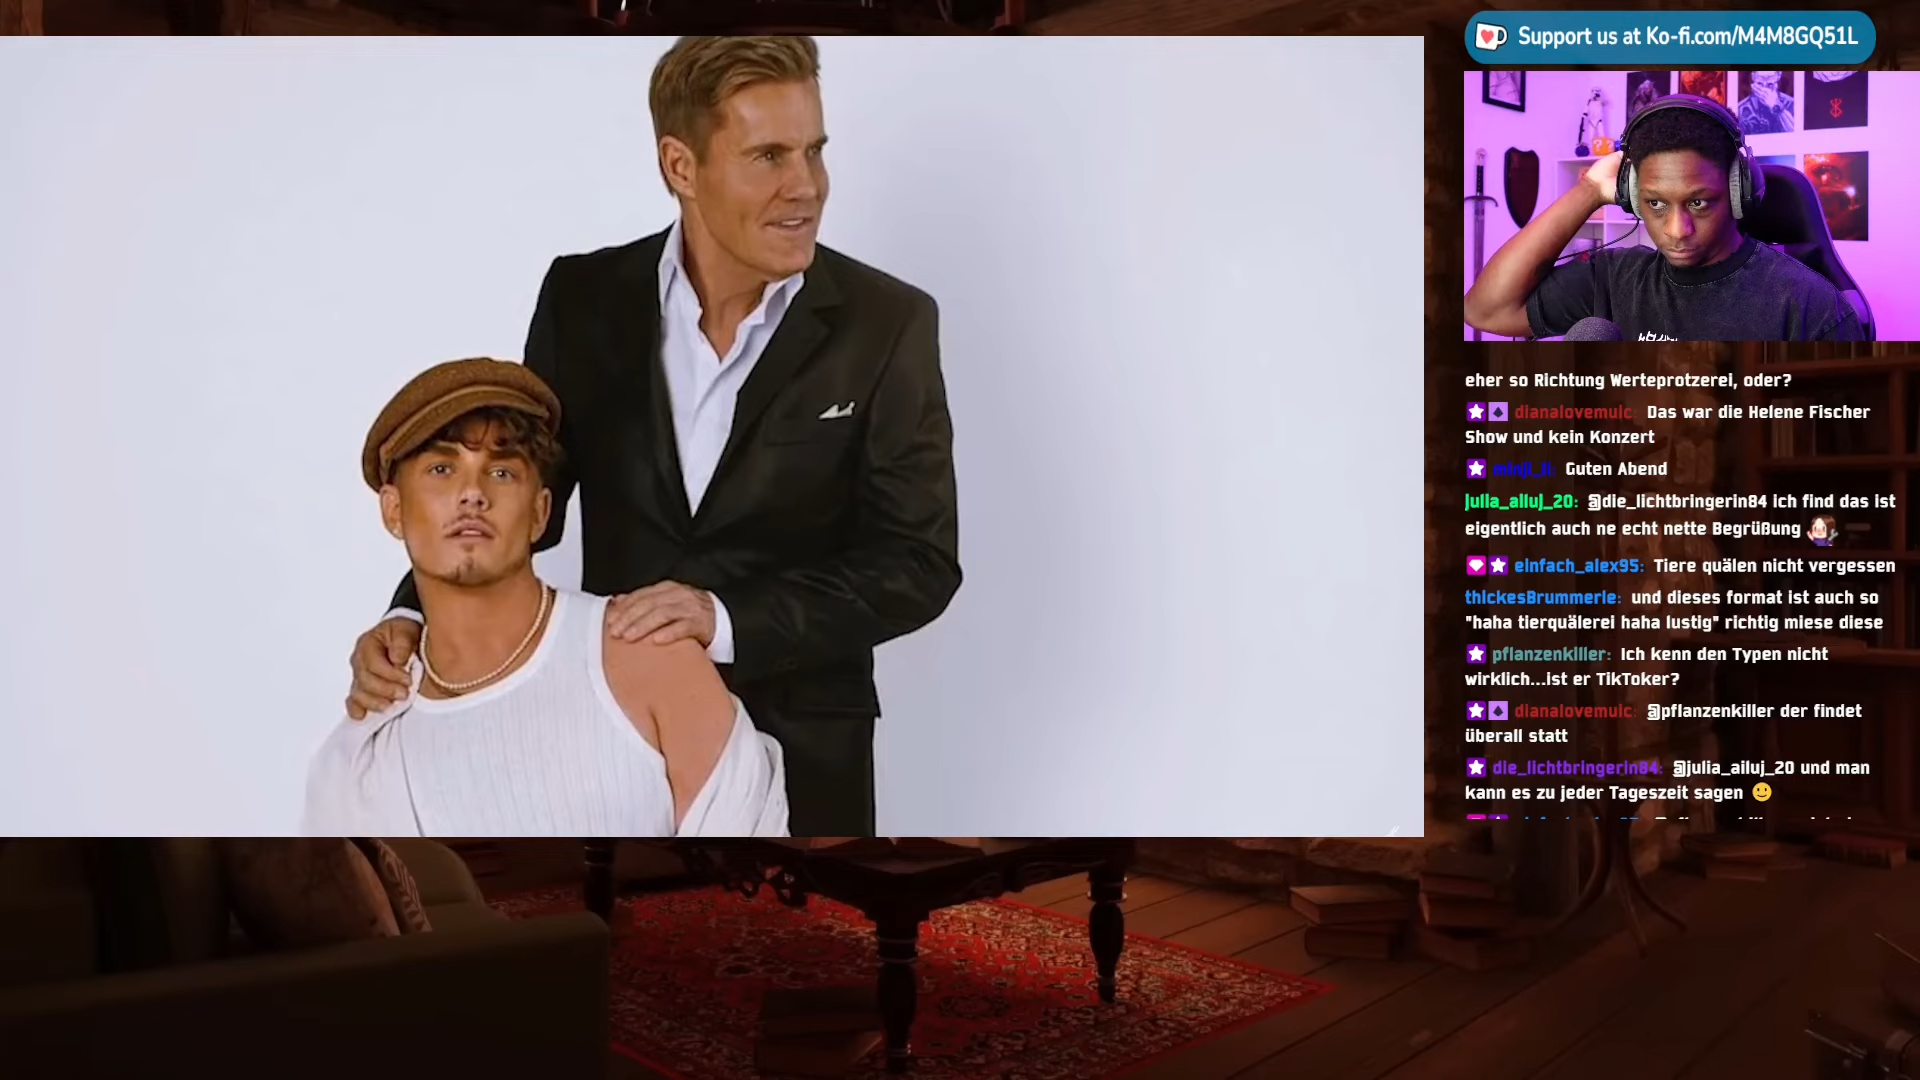 Support us at Ko-fi.com/M4M8GQ51L
eher so Richtung Werteprotzerei, oder?
dianalovemuic: Das war die Helene Fischer
Show und kein Konzert
minji_li: Guten Abend
julia_ailuj_20: @die_lichtbringerin84 ich find das ist
eigentlich auch ne echt nette Begrüßung
einfach_alex95: Tiere quälen nicht vergessen
thickesBrummerle: und dieses format ist auch so
"haha tierquälerei haha lustig" richtig miese diese
pflanzenkiller: Ich kenn den Typen nicht
wirklich...ist er TikToker?
dianalovemuic: @pflanzenkiller der findet
überall statt
die_lichtbringerin84: @julia_ailuj_20 und man
kann es zu jeder Tageszeit sagen